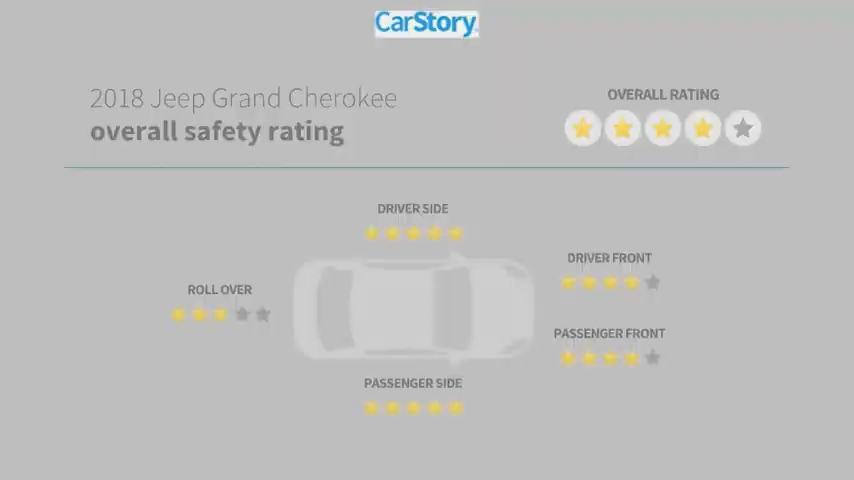 CarStory
2018 Jeep Grand Cherokee
overall safety rating
OVERALL RATING
DRIVER SIDE
DRIVER FRONT
ROLL OVER
PASSENGER FRONT
PASSENGER SIDE